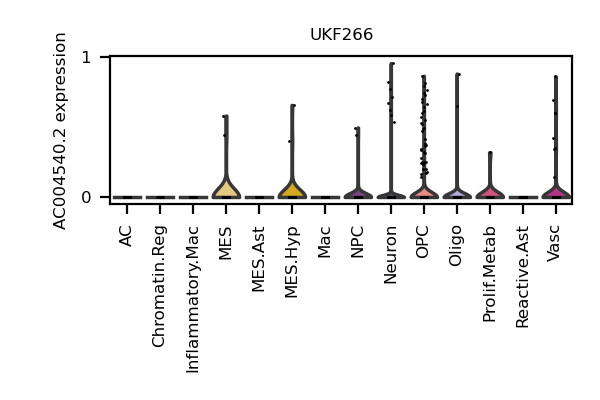 UKF266
AC004540.2 expression
1
0
AC
Chromatin.Reg
Inflammatory.Mac
MES
MES.Ast
MES.Hyp
Mac
NPC
Neuron
OPC
Oligo
Prolif.Metab
Reactive.Ast
Vasc